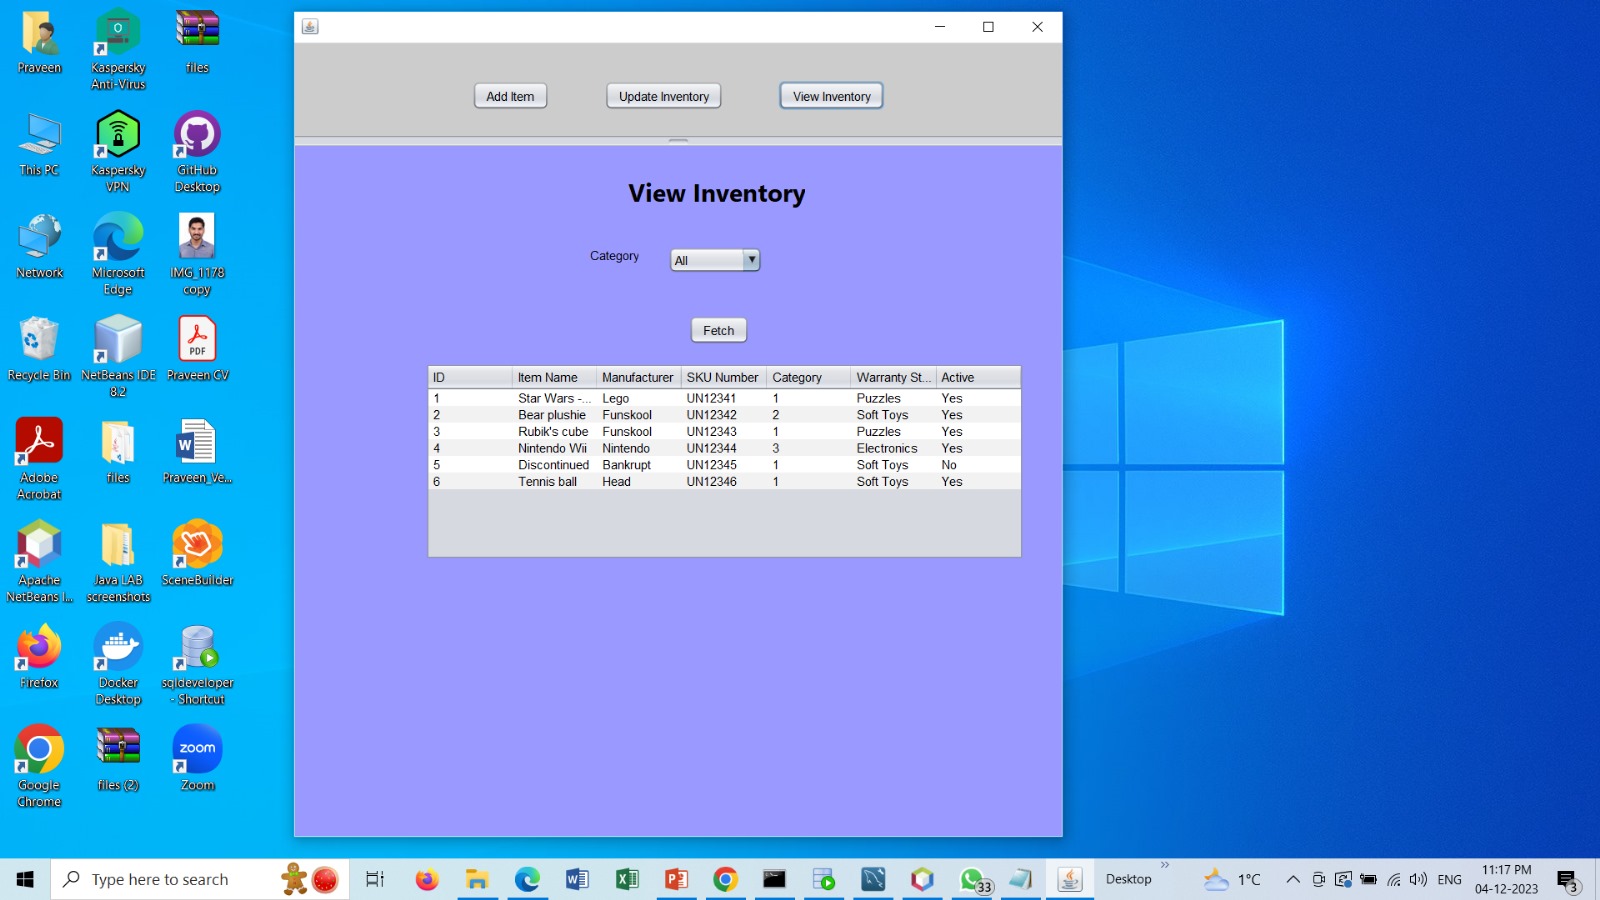 Praveen
Kaspersky
Anti-Virus
files
This PC
Kaspersky
VPN
GitHub
Desktop
Network
Microsoft
Edge
IMG_1178
copy
Recycle Bin
NetBeans IDE
8.2
PDF
Praveen CV
Adobe
Acrobat
files
Praveen_Ve...
Apache
NetBeans I...
Java LAB
screenshots
SceneBuilder
Firefox
Docker
Desktop
sqldeveloper
- Shortcut
Google
Chrome
files (2)
zoom
Zoom
Add Item Update Inventory View Inventory
View Inventory
Category All
Fetch
ID Item Name Manufacturer SKU Number Category Warranty St... Active
1 Star Wars -... Lego UN12341 1 Puzzles Yes
2 Bear plushie Funskool UN12342 2 Soft Toys Yes
3 Rubik's cube Funskool UN12343 1 Puzzles Yes
4 Nintendo Wii Nintendo UN12344 3 Electronics Yes
5 Discontinued Bankrupt UN12345 1 Soft Toys No
6 Tennis ball Head UN12346 1 Soft Toys Yes
Type here to search
33
Desktop
1°C
ENG
11:17 PM
04-12-2023
3